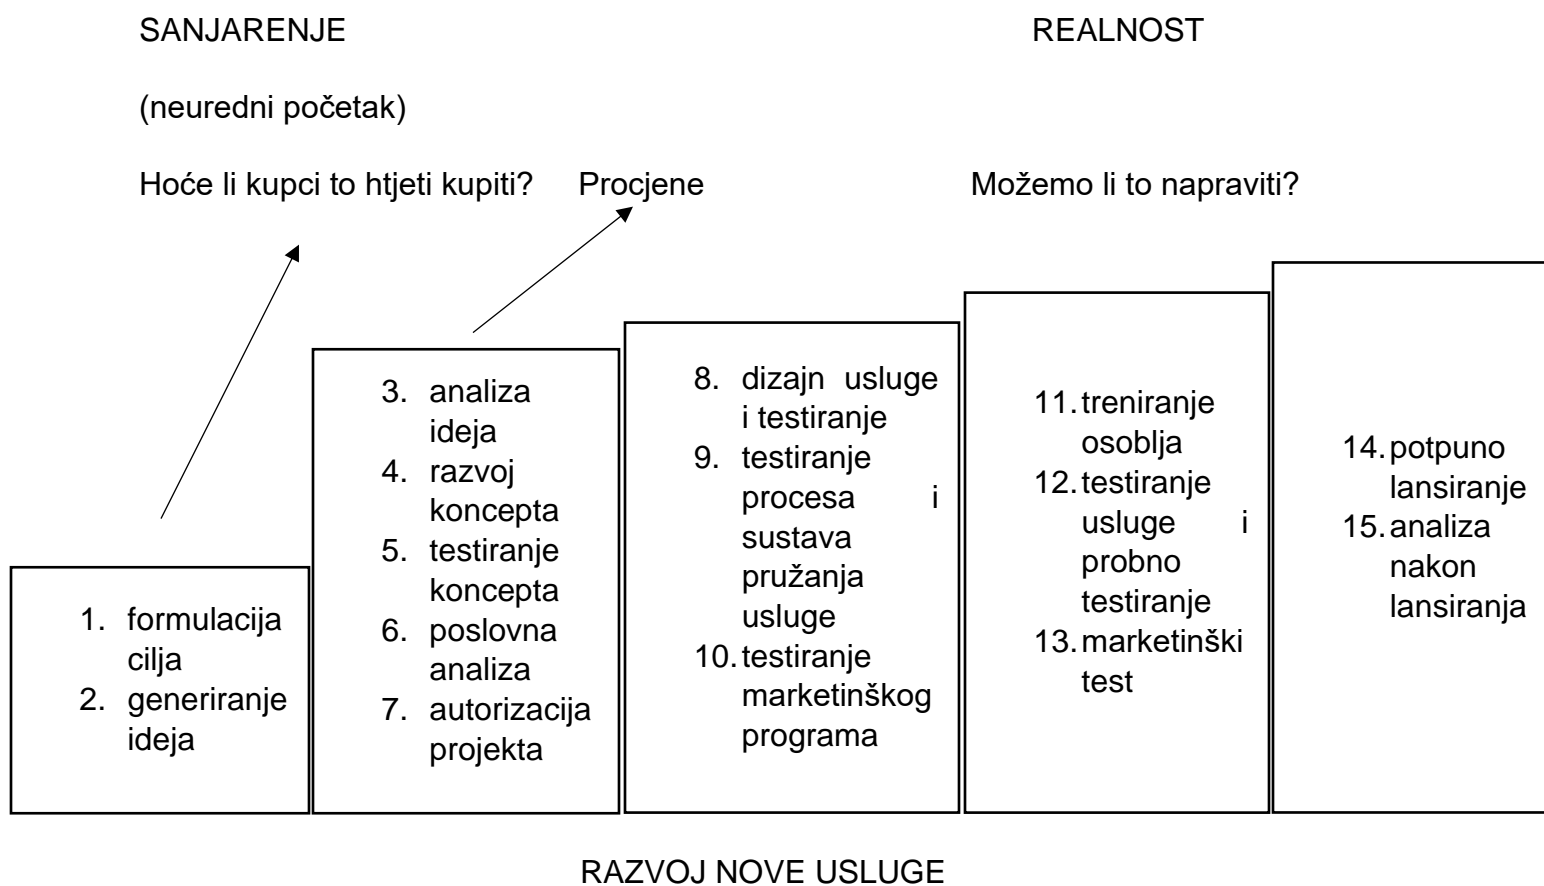 SANJARENJE
REALNOST
(neuredni početak)
Hoće li kupci to htjeti kupiti?
Procjene
Možemo li to napraviti?
1. formulacija
cilja
2. generiranje
ideja
3. analiza
ideja
4. razvoj
koncepta
5. testiranje
koncepta
6. poslovna
analiza
7. autorizacija
projekta
8. dizajn usluge
i testiranje
9. testiranje
procesa i
sustava
pružanja
usluge
10. testiranje
marketinškog
programa
11. treniranje
osoblja
12. testiranje
usluge i
probno
testiranje
13. marketinški
test
14. potpuno
lansiranje
15. analiza
nakon
lansiranja
RAZVOJ NOVE USLUGE